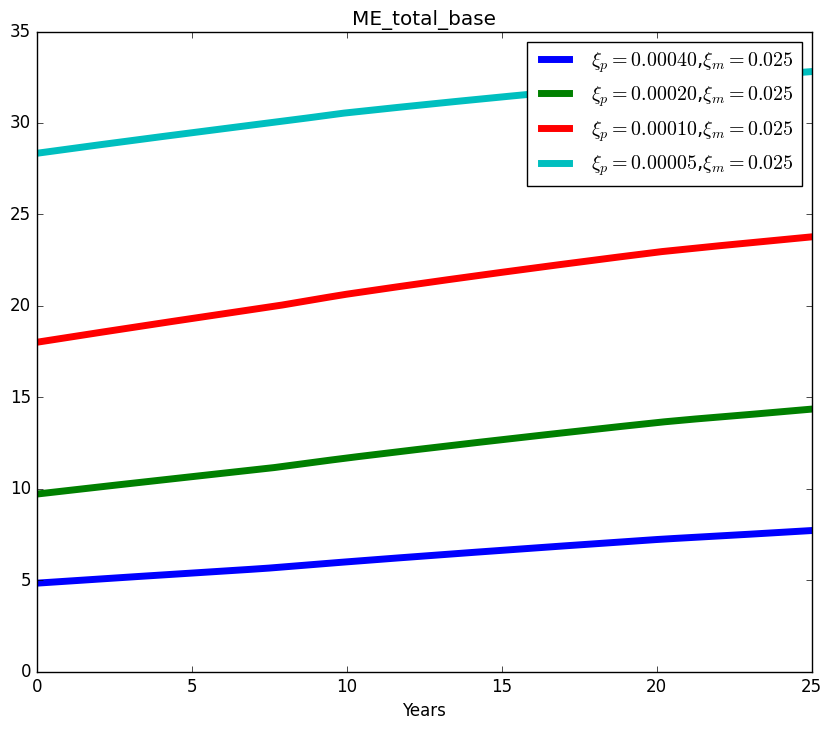 ME_total_base
35
30
25
20
15
10
5
0
ξp = 0.00040,ξm = 0.025
ξp = 0.00020,ξm = 0.025
ξp = 0.00010,ξm = 0.025
ξp = 0.00005,ξm = 0.025
0 5 10 15 20 25
Years